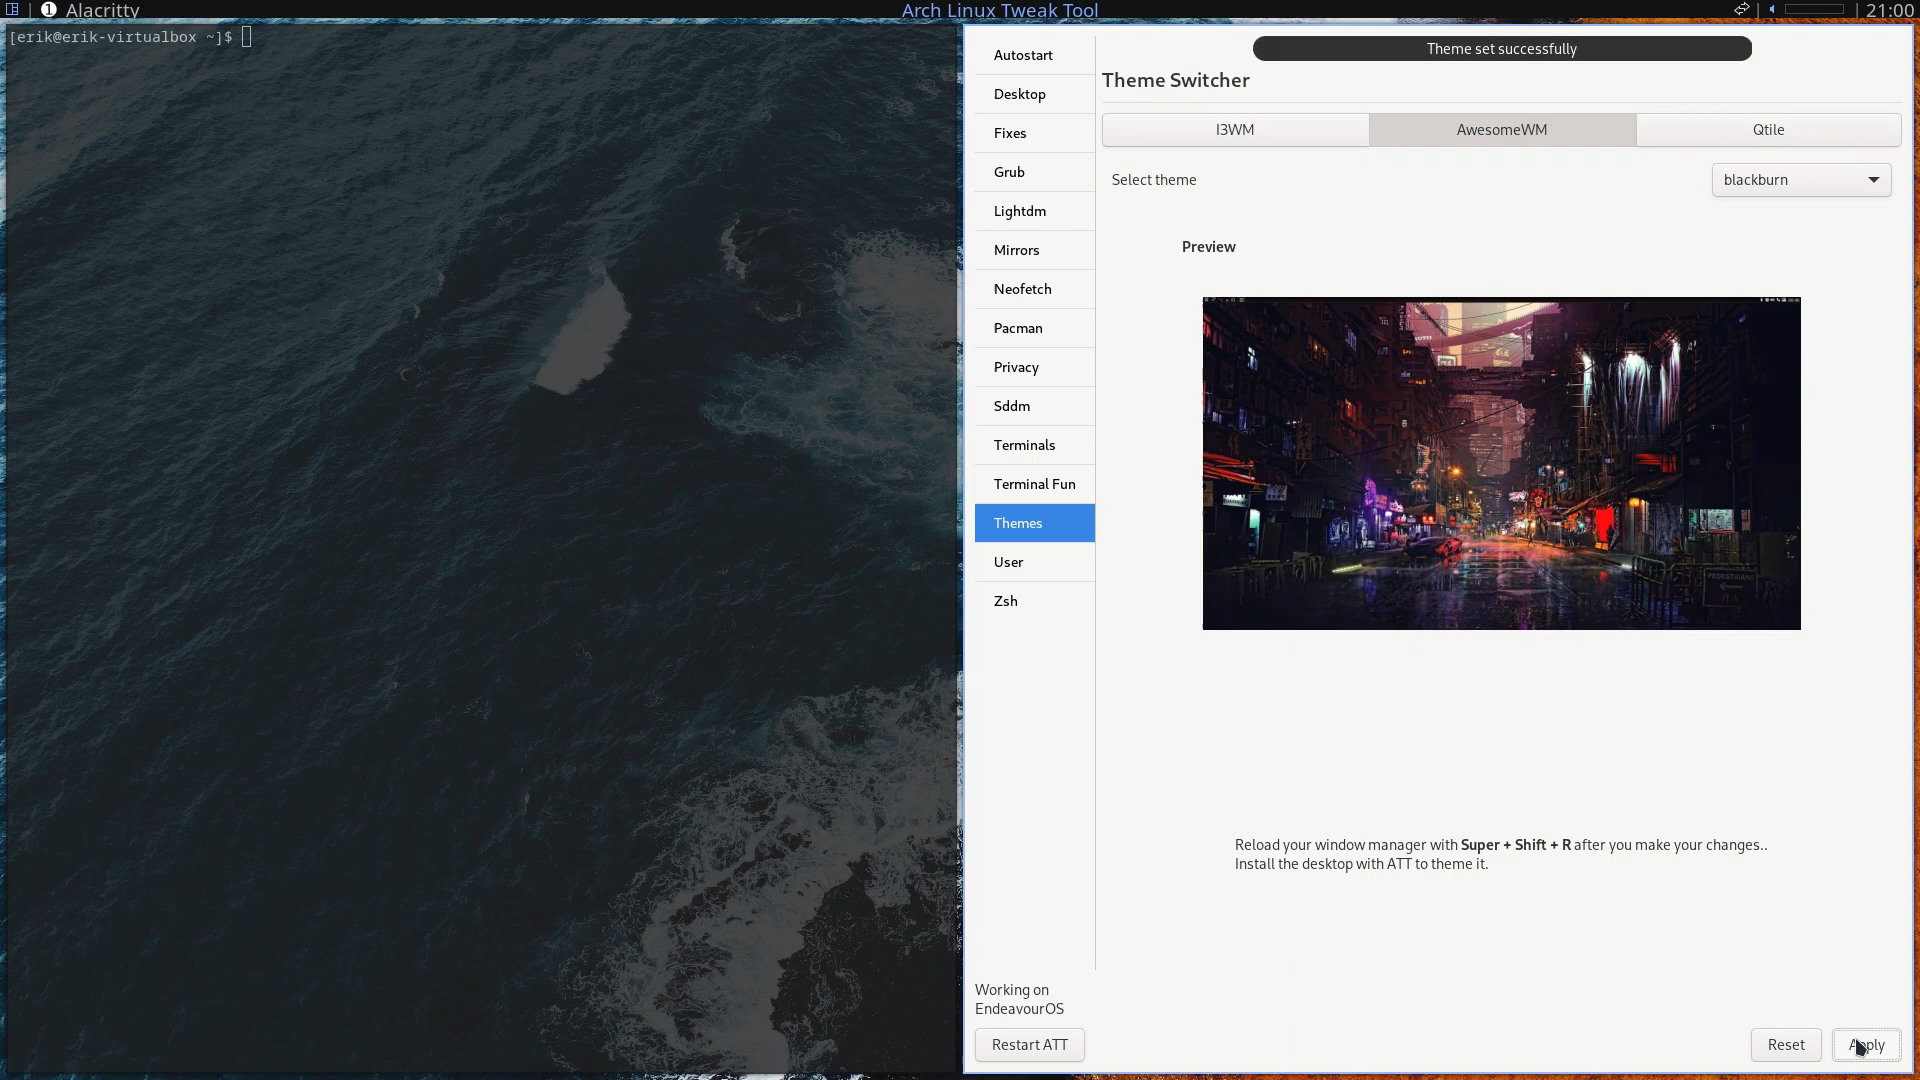 1 Alacritty
Arch Linux Tweak Tool
21:00
[erik@erik-virtualbox ~]$
Autostart
Desktop
Fixes
Grub
Lightdm
Mirrors
Neofetch
Pacman
Privacy
Sddm
Terminals
Terminal Fun
Themes
User
Zsh
Working on
EndeavourOS
Restart ATT
Theme set successfully
Theme Switcher
I3WM
AwesomeWM
Qtile
Select theme
blackburn
Preview
PEDESTRIANS
Reload your window manager with Super + Shift + R after you make your changes..
Install the desktop with ATT to theme it.
Reset
Apply